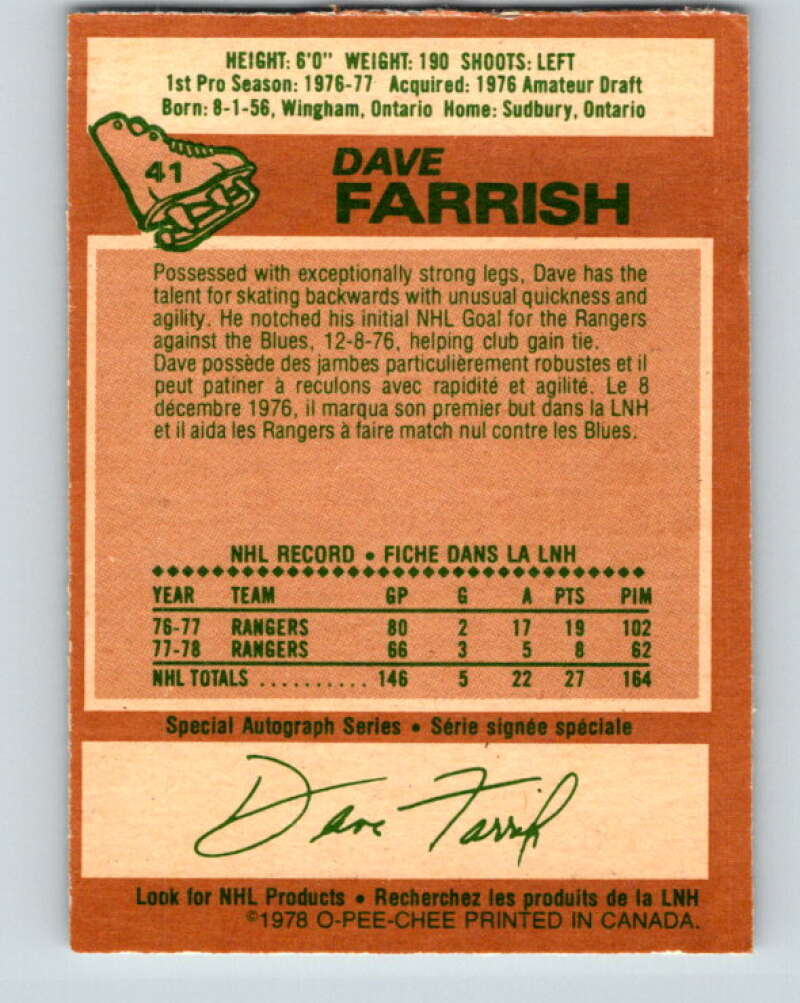 HEIGHT: 6'0" WEIGHT: 190 SHOOTS: LEFT
1st Pro Season: 1976-77 Acquired: 1976 Amateur Draft
Born: 8-1-56, Wingham, Ontario Home: Sudbury, Ontario
41
DAVE
FARRISH
Possessed with exceptionally strong legs, Dave has the
talent for skating backwards with unusual quickness and
agility. He notched his initial NHL Goal for the Rangers
against the Blues, 12-8-76, helping club gain tie.
Dave possède des jambes particulièrement robustes et il
peut patiner à reculons avec rapidité et agilité. Le 8
décembre 1976, il marqua son premier but dans la LNH
et il aida les Rangers à faire match nul contre les Blues.
NHL RECORD • FICHE DANS LA LNH
YEAR TEAM GP G A PTS PIM
76-77 RANGERS 80 2 17 19 102
77-78 RANGERS 66 3 5 8 62
NHL TOTALS .......... 146 5 22 27 164
Special Autograph Series • Série signée spéciale
Dave Farrish
Look for NHL Products • Recherchez les produits de la LNH
©1978 O-PEE-CHEE PRINTED IN CANADA.